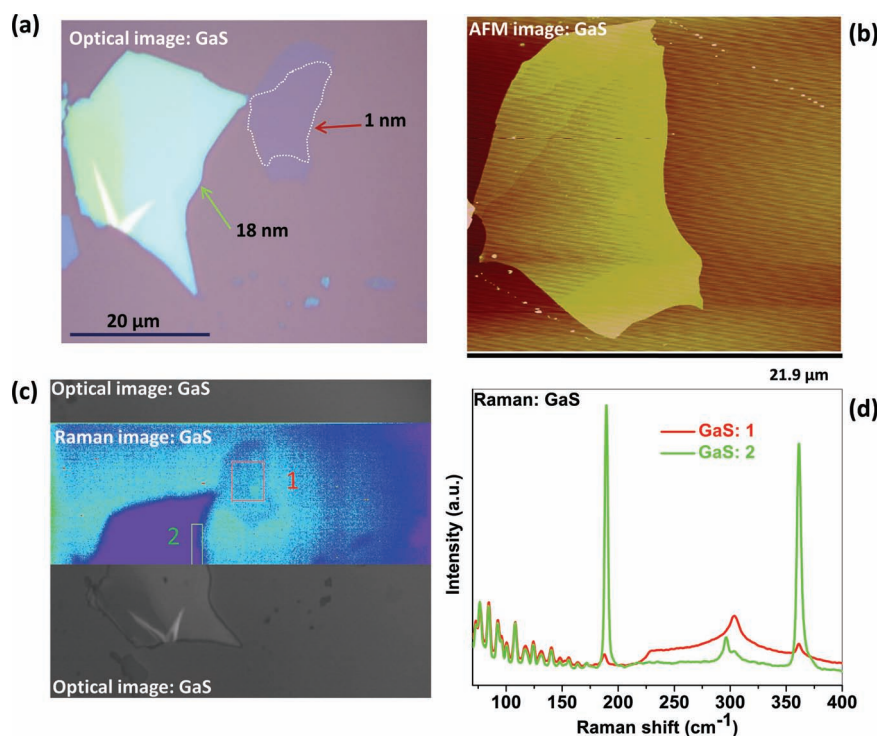 (a)
Optical image: GaS
1 nm
18 nm
20 µm
AFM image: GaS
(b)
21.9 µm
(c)
Optical image: GaS
Raman image: GaS
1
2
Optical image: GaS
Raman: GaS
(d)
GaS: 1
GaS: 2
Intensity (a.u.)
100 150 200 250 300 350 400
Raman shift (cm⁻¹)